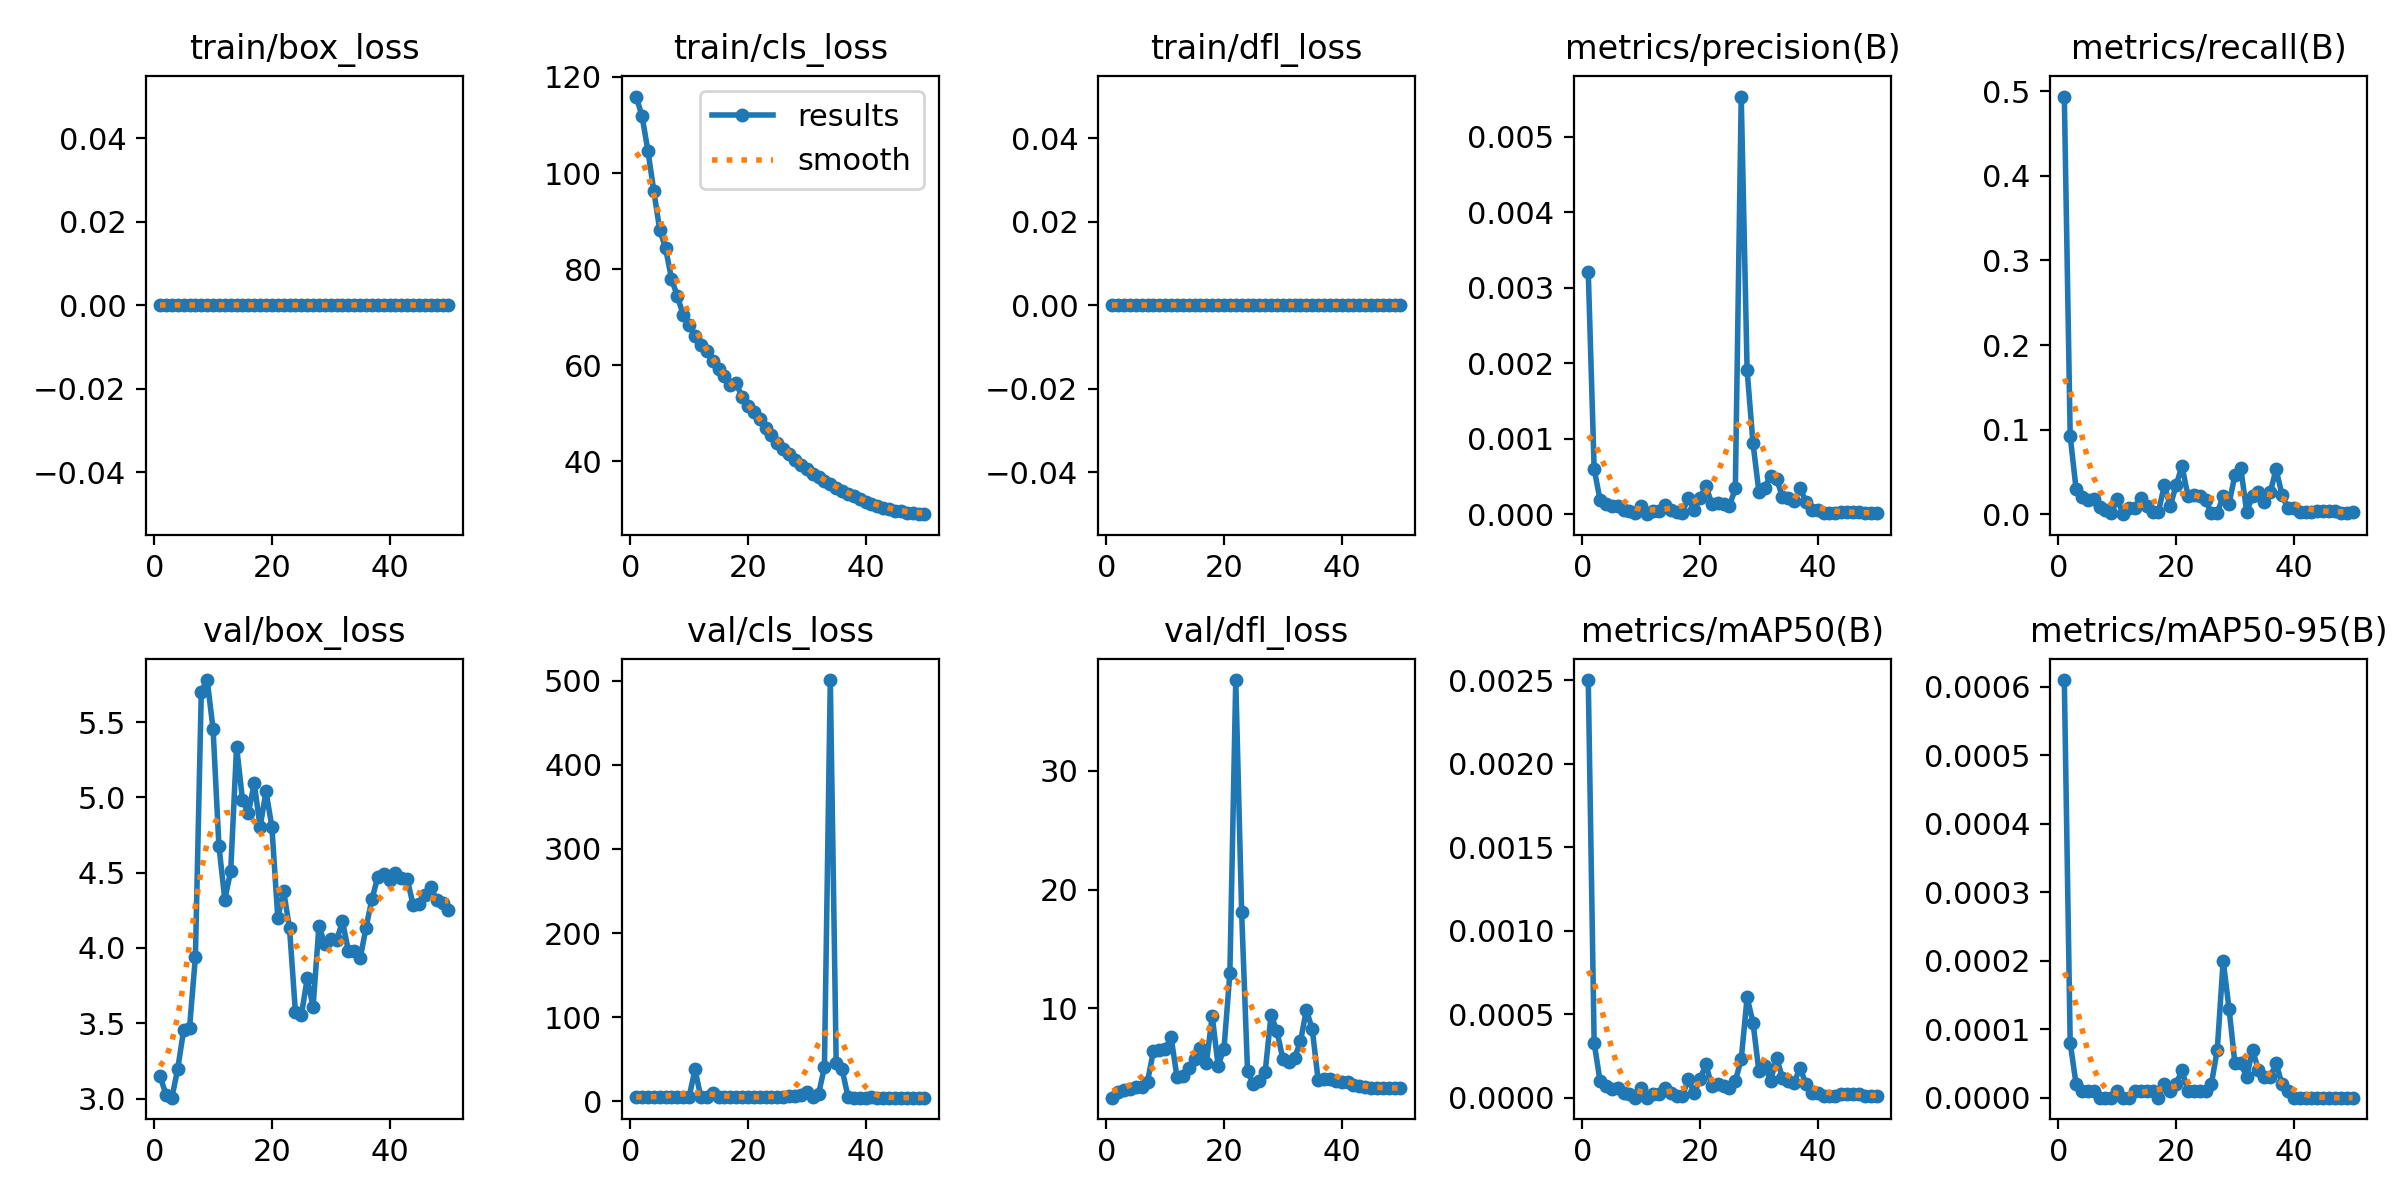 train/box_loss
0.04
0.02
0.00
−0.02
−0.04
0 20 40
train/cls_loss
120
100
80
60
40
results
smooth
0 20 40
train/dfl_loss
0.04
0.02
0.00
−0.02
−0.04
0 20 40
metrics/precision(B)
0.005
0.004
0.003
0.002
0.001
0.000
0 20 40
metrics/recall(B)
0.5
0.4
0.3
0.2
0.1
0.0
0 20 40
val/box_loss
5.5
5.0
4.5
4.0
3.5
3.0
0 20 40
val/cls_loss
500
400
300
200
100
0
0 20 40
val/dfl_loss
30
20
10
0 20 40
metrics/mAP50(B)
0.0025
0.0020
0.0015
0.0010
0.0005
0.0000
0 20 40
metrics/mAP50-95(B)
0.0006
0.0005
0.0004
0.0003
0.0002
0.0001
0.0000
0 20 40